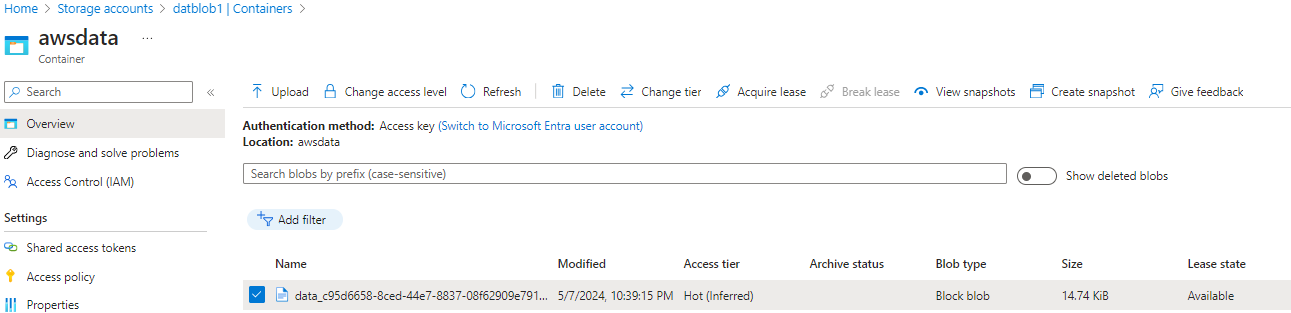 Home > Storage accounts > datblob1 | Containers >
awsdata ...
Container
Search «
Overview
Diagnose and solve problems
Access Control (IAM)
Settings
Shared access tokens
Access policy
Properties
Upload Change access level Refresh Delete Change tier Acquire lease Break lease View snapshots Create snapshot Give feedback
Authentication method: Access key (Switch to Microsoft Entra user account)
Location: awsdata
Search blobs by prefix (case-sensitive) Show deleted blobs
Add filter
Name Modified Access tier Archive status Blob type Size Lease state
data_c95d6658-8ced-44e7-8837-08f62909e791... 5/7/2024, 10:39:15 PM Hot (Inferred) Block blob 14.74 KiB Available